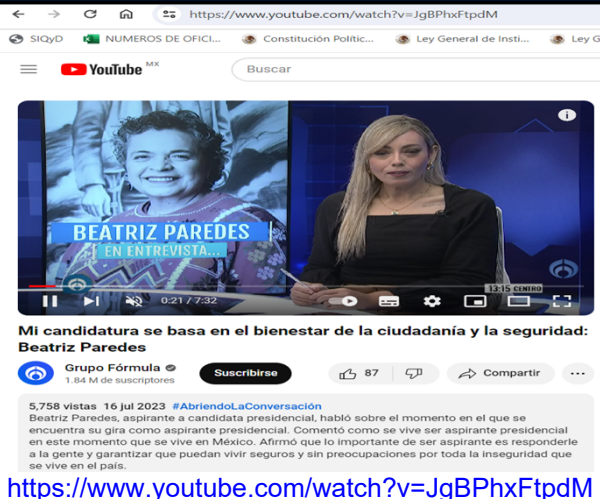 https://www.youtube.com/watch?v=JgBPhxFtpdM
SIQyD NUMEROS DE OFICI... Constitución Polític... Ley General de Insti... Ley G
YouTube MX Buscar
BEATRIZ PAREDES
EN ENTREVISTA...
13:15 CENTRO
0:21 / 7:32
Mi candidatura se basa en el bienestar de la ciudadanía y la seguridad:
Beatriz Paredes
Grupo Fórmula
1.84 M de suscriptores
Suscribirse 87 Compartir
5,758 vistas 16 jul 2023 #AbriendoLaConversación
Beatriz Paredes, aspirante a candidata presidencial, habló sobre el momento en el que se
encuentra su gira como aspirante presidencial. Comentó como se vive ser aspirante presidencial
en este momento que se vive en México. Afirmó que lo importante de ser aspirante es responderle
a la gente y garantizar que puedan vivir seguros y sin preocupaciones por toda la inseguridad que
se vive en el país.
https://www.youtube.com/watch?v=JgBPhxFtpdM